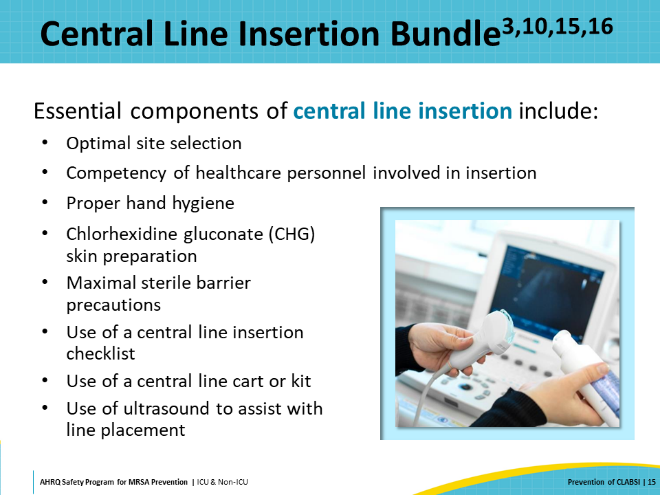 Central Line Insertion Bundle3,10,15,16
Essential components of central line insertion include:
• Optimal site selection
• Competency of healthcare personnel involved in insertion
• Proper hand hygiene
• Chlorhexidine gluconate (CHG)
skin preparation
• Maximal sterile barrier
precautions
• Use of a central line insertion
checklist
• Use of a central line cart or kit
• Use of ultrasound to assist with
line placement
AHRQ Safety Program for MRSA Prevention | ICU & Non-ICU
Prevention of CLABSI | 15